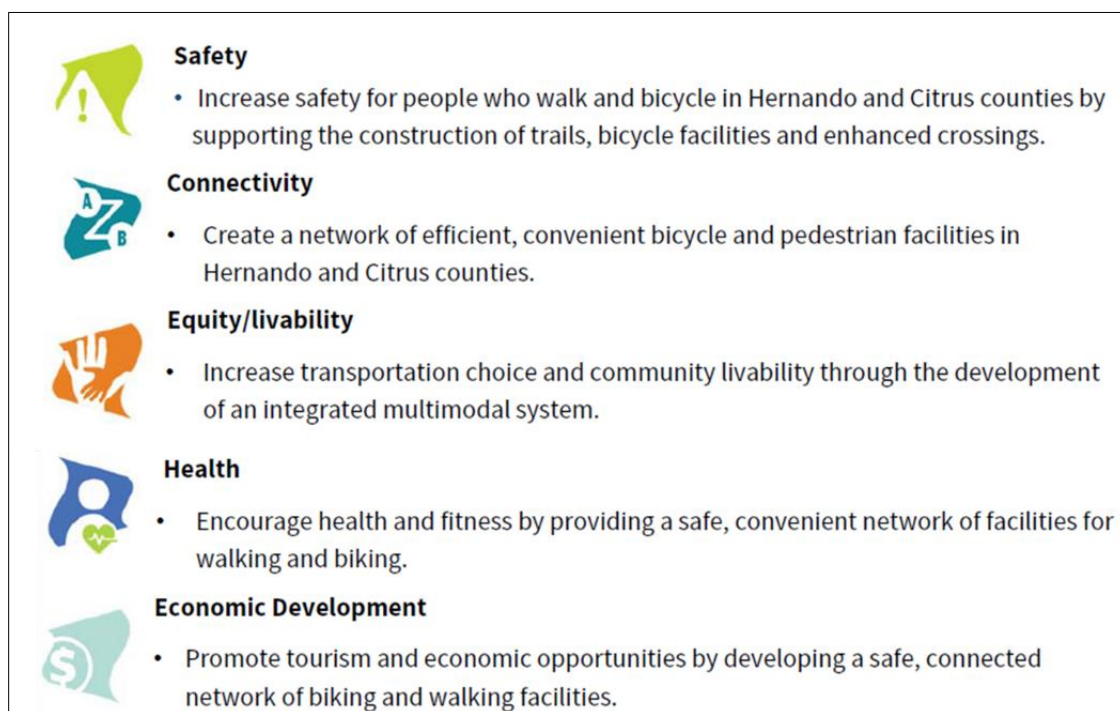 Safety
• Increase safety for people who walk and bicycle in Hernando and Citrus counties by
supporting the construction of trails, bicycle facilities and enhanced crossings.
A
B
Connectivity
• Create a network of efficient, convenient bicycle and pedestrian facilities in
Hernando and Citrus counties.
Equity/livability
• Increase transportation choice and community livability through the development
of an integrated multimodal system.
Health
• Encourage health and fitness by providing a safe, convenient network of facilities for
walking and biking.
Economic Development
$
• Promote tourism and economic opportunities by developing a safe, connected
network of biking and walking facilities.